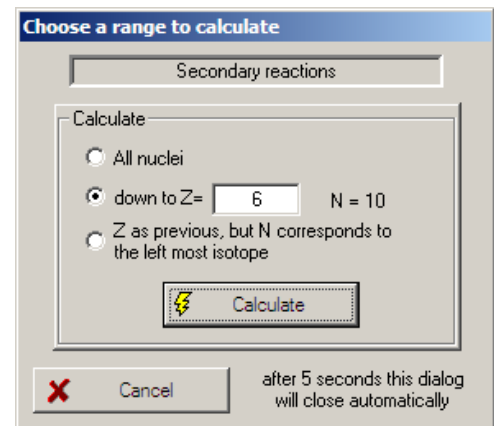 Choose a range to calculate
Secondary reactions
Calculate
All nuclei
down to Z= 6 N = 10
Z as previous, but N corresponds to
the left most isotope
Calculate
Cancel
after 5 seconds this dialog
will close automatically